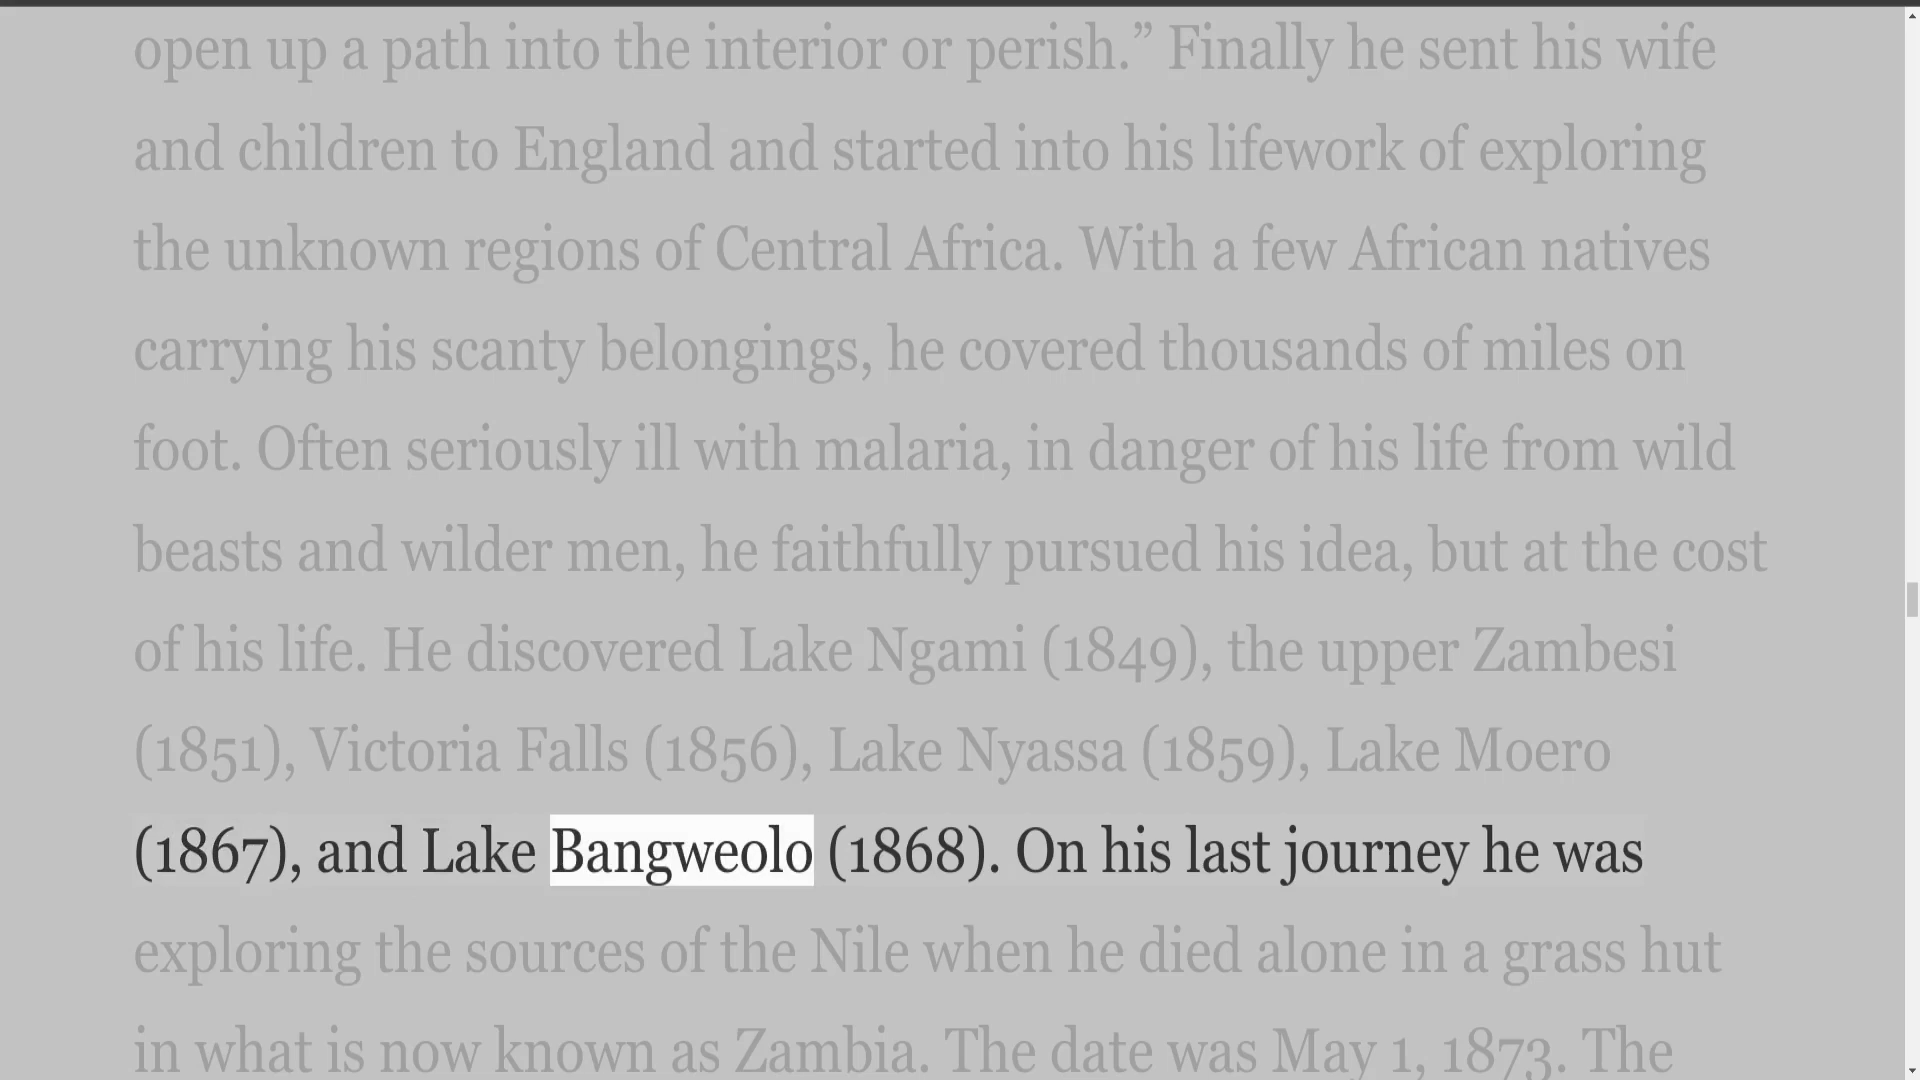 open up a path into the interior or perish.” Finally he sent his wife
and children to England and started into his lifework of exploring
the unknown regions of Central Africa. With a few African natives
carrying his scanty belongings, he covered thousands of miles on
foot. Often seriously ill with malaria, in danger of his life from wild
beasts and wilder men, he faithfully pursued his idea, but at the cost
of his life. He discovered Lake Ngami (1849), the upper Zambesi
(1851), Victoria Falls (1856), Lake Nyassa (1859), Lake Moero
(1867), and Lake Bangweolo (1868). On his last journey he was
exploring the sources of the Nile when he died alone in a grass hut
in what is now known as Zambia. The date was May 1, 1873. The